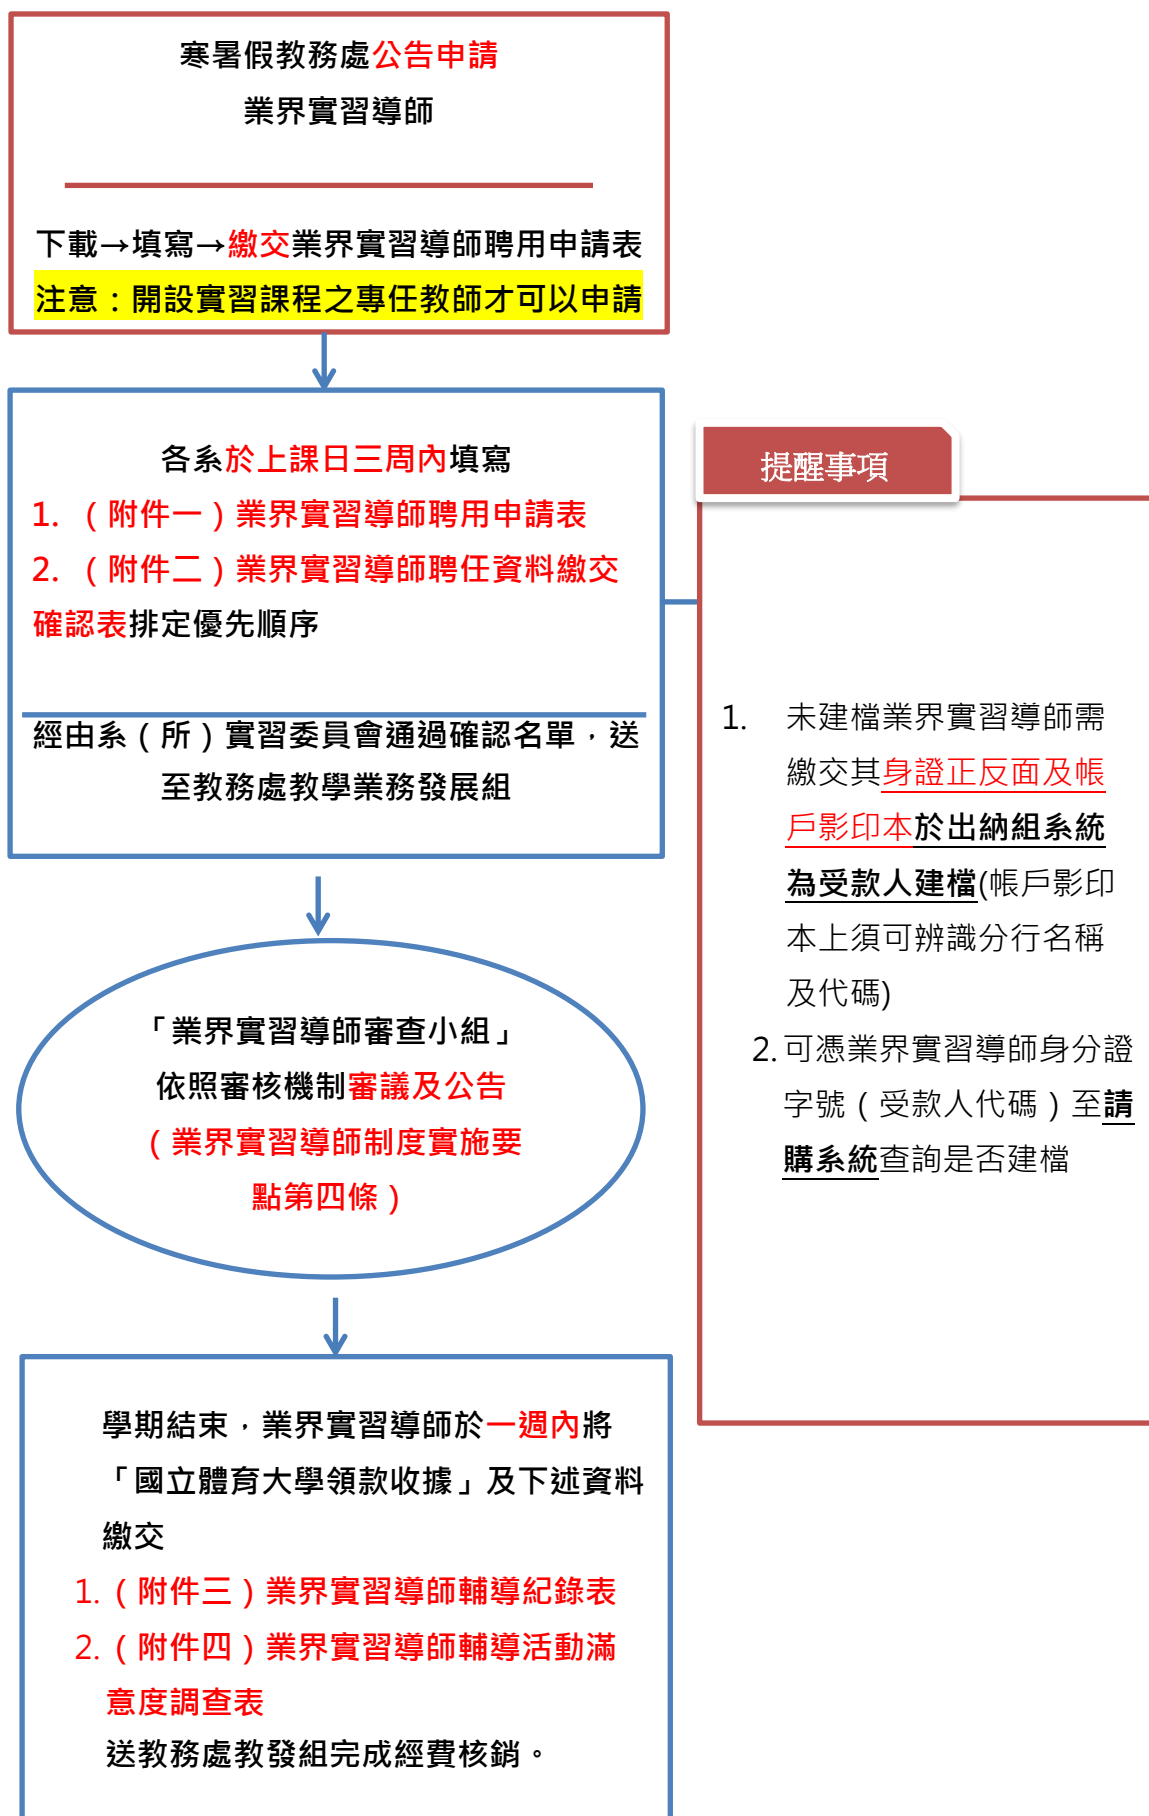 寒暑假教務處公告申請
業界實習導師
下載→填寫→繳交業界實習導師聘用申請表
注意：開設實習課程之專任教師才可以申請
各系於上課日三周內填寫
1. （附件一）業界實習導師聘用申請表
2. （附件二）業界實習導師聘任資料繳交
確認表排定優先順序
經由系（所）實習委員會通過確認名單，送
至教務處教學業務發展組
提醒事項
1. 未建檔業界實習導師需
繳交其身證正反面及帳
戶影印本於出納組系統
為受款人建檔(帳戶影印
本上須可辨識分行名稱
及代碼)
2. 可憑業界實習導師身分證
字號（受款人代碼）至請
購系統查詢是否建檔
「業界實習導師審查小組」
依照審核機制審議及公告
（業界實習導師制度實施要
點第四條）
學期結束，業界實習導師於一週內將
「國立體育大學領款收據」及下述資料
繳交
1. （附件三）業界實習導師輔導紀錄表
2. （附件四）業界實習導師輔導活動滿
意度調查表
送教務處教發組完成經費核銷。